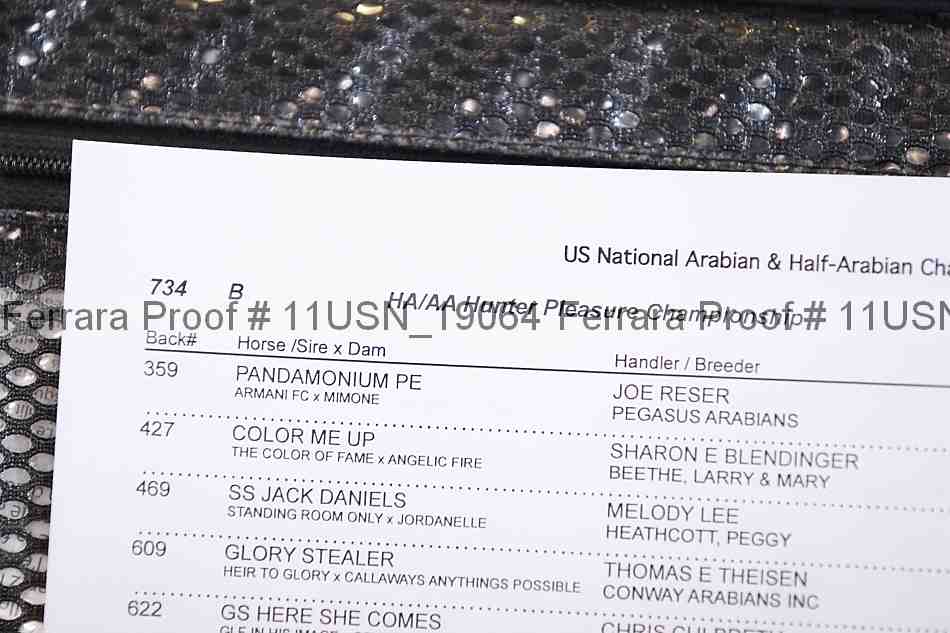 US National Arabian & Half-Arabian
734 B
HA/AA Hunter Pleasure Championship
Ferrara Proof # 11USN_19064 Ferrara Proof # 11USN
Back# Horse /Sire x Dam Handler / Breeder
359 PANDAMONIUM PE JOE RESER
ARMANI FC x MIMONE PEGASUS ARABIANS
427 COLOR ME UP SHARON E BLENDINGER
THE COLOR OF FAME x ANGELIC FIRE BEETHE, LARRY & MARY
469 SS JACK DANIELS MELODY LEE
STANDING ROOM ONLY x JORDANELLE HEATHCOTT, PEGGY
609 GLORY STEALER THOMAS E THEISEN
HEIR TO GLORY x CALLAWAYS ANYTHINGS POSSIBLE CONWAY ARABIANS INC
622 GS HERE SHE COMES CHRIS